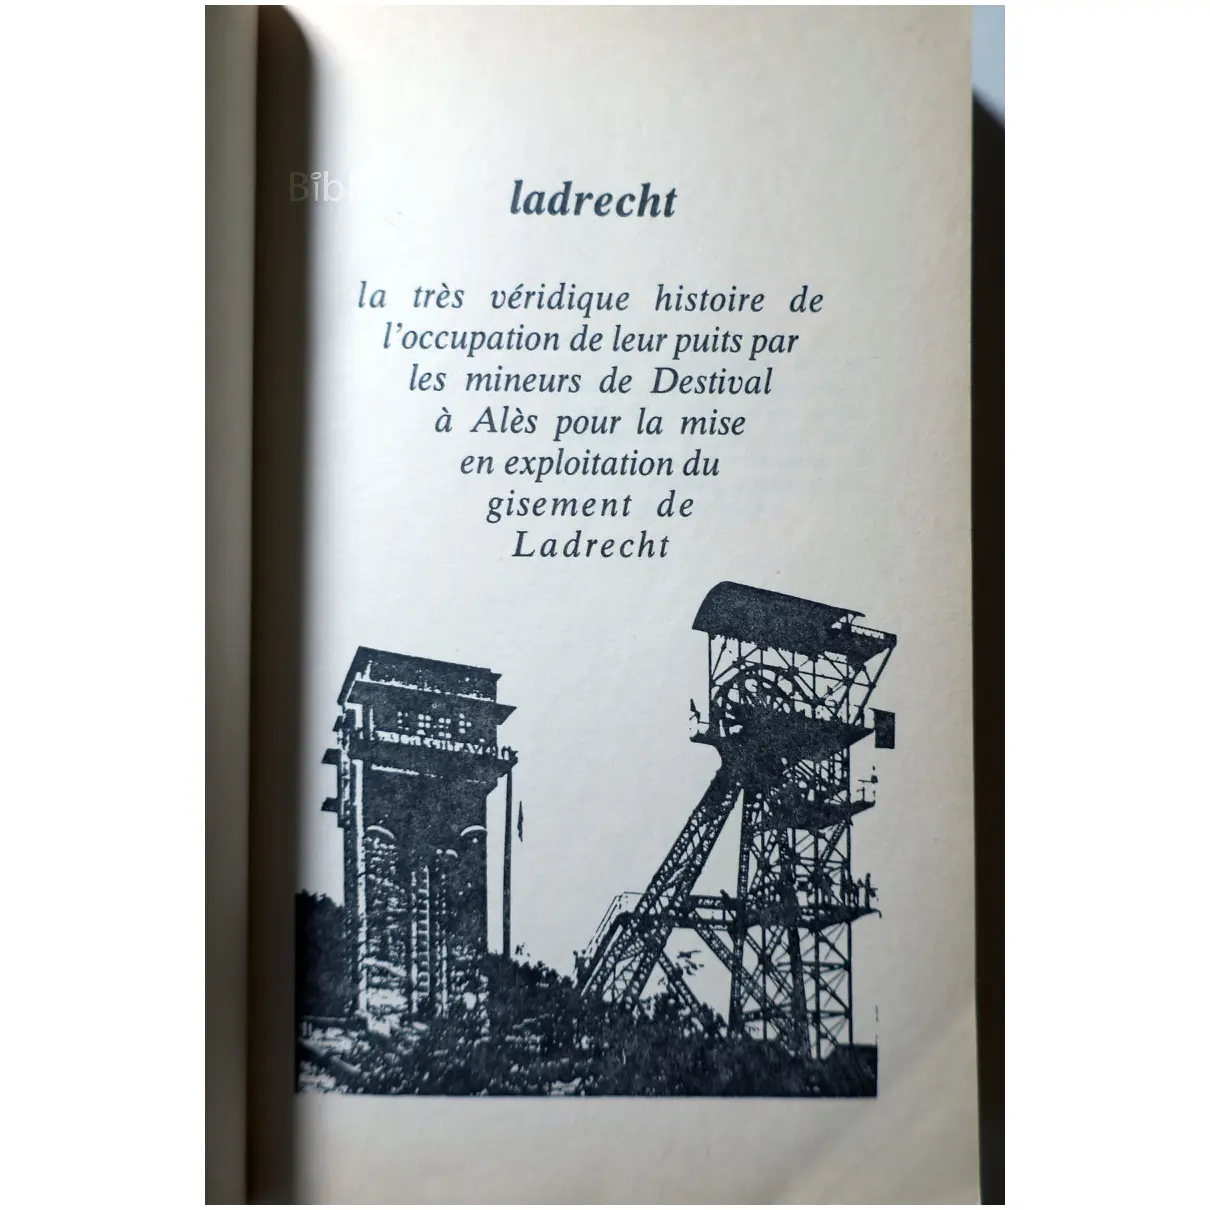 Bibl
ladrecht
la très véridique histoire de
l'occupation de leur puits par
les mineurs de Destival
à Alès pour la mise
en exploitation du
gisement de
Ladrecht